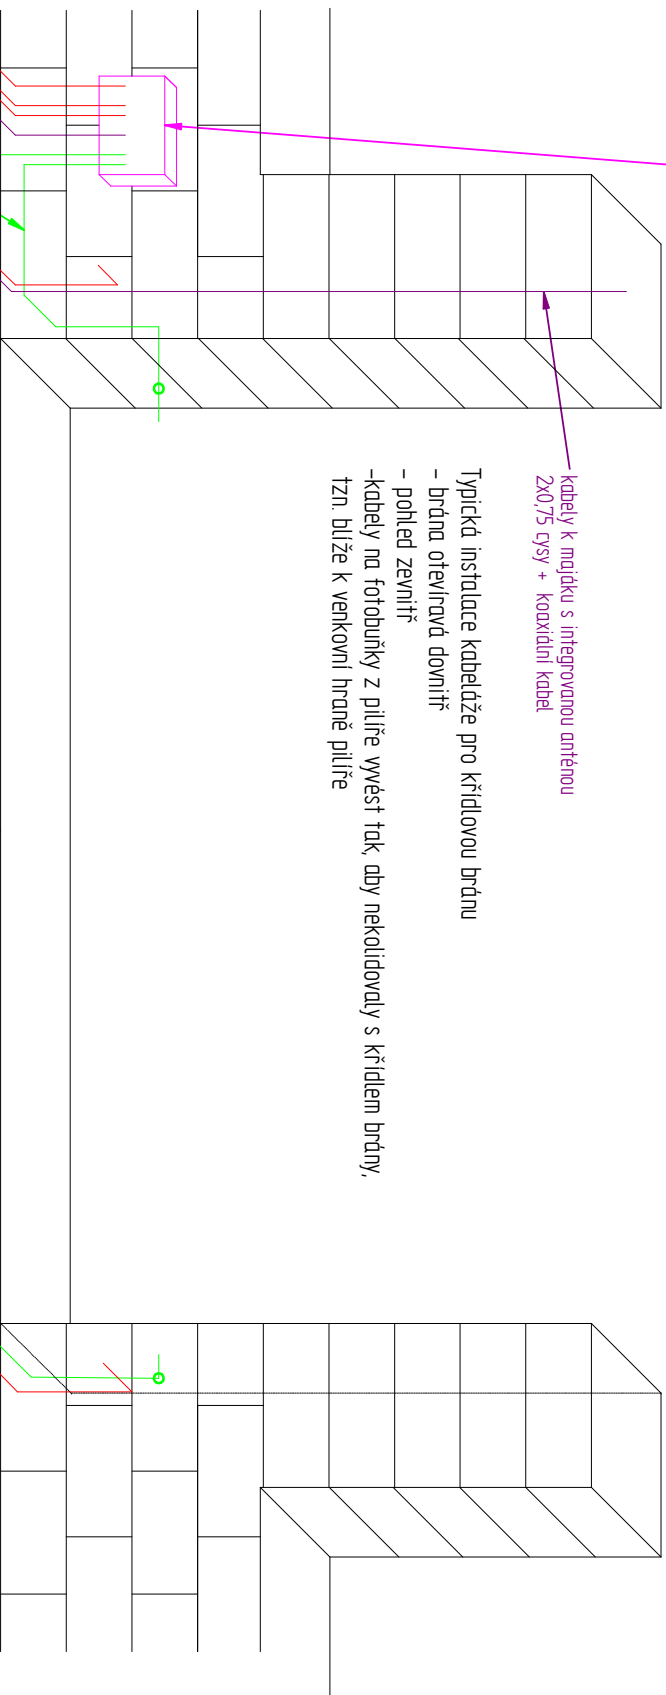 kabely k majáku s integrovanou anténou
2x0,75 cysy + koaxiální kabel
Typická instalace kabeláže pro křídlovou bránu
- brána otevíravá dovnitř
- pohled zevnitř
-kabely na fotobuňky z pilíře vyvést tak, aby nekolidovaly s křídlem brány,
tzn. blíže k venkovní hraně pilíře